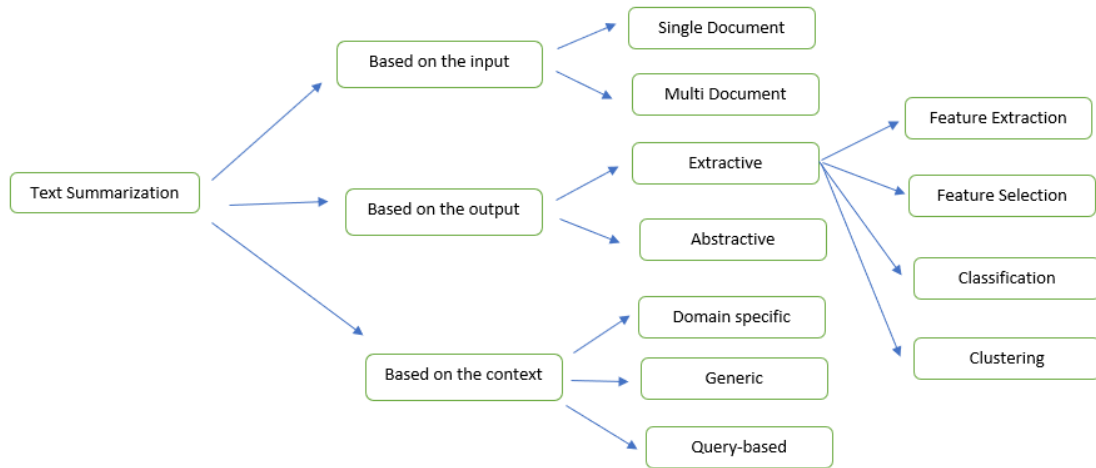 Text Summarization
Based on the input
Single Document
Multi Document
Based on the output
Extractive
Abstractive
Feature Extraction
Feature Selection
Classification
Clustering
Based on the context
Domain specific
Generic
Query-based